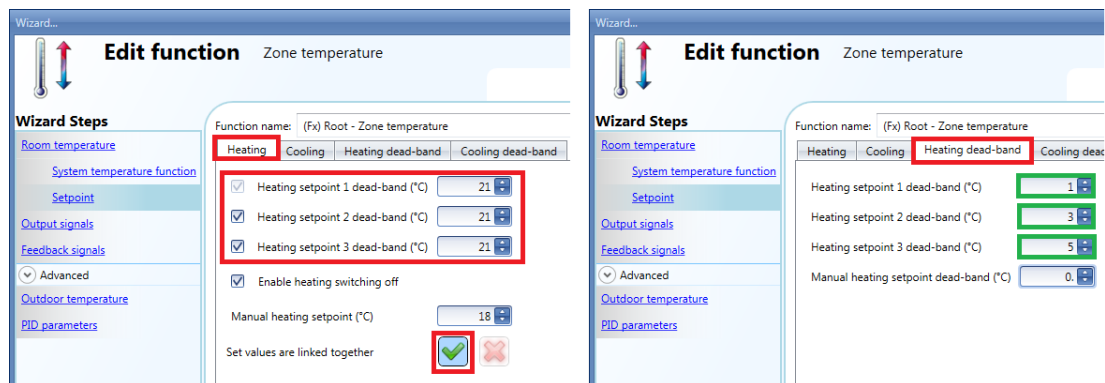 Wizard...
Edit function Zone temperature
Wizard Steps
Room temperature
System temperature function
Setpoint
Output signals
Feedback signals
Advanced
Outdoor temperature
PID parameters
Function name: (Fx) Root - Zone temperature
Heating Cooling Heating dead-band Cooling dead-band
Heating setpoint 1 dead-band (°C) 21
Heating setpoint 2 dead-band (°C) 21
Heating setpoint 3 dead-band (°C) 21
Enable heating switching off
Manual heating setpoint (°C) 18
Set values are linked together
Wizard...
Edit function Zone temperature
Wizard Steps
Room temperature
System temperature function
Setpoint
Output signals
Feedback signals
Advanced
Outdoor temperature
PID parameters
Function name: (Fx) Root - Zone temperature
Heating Cooling Heating dead-band Cooling dead
Heating setpoint 1 dead-band (°C) 1
Heating setpoint 2 dead-band (°C) 3
Heating setpoint 3 dead-band (°C) 5
Manual heating setpoint dead-band (°C) 0.